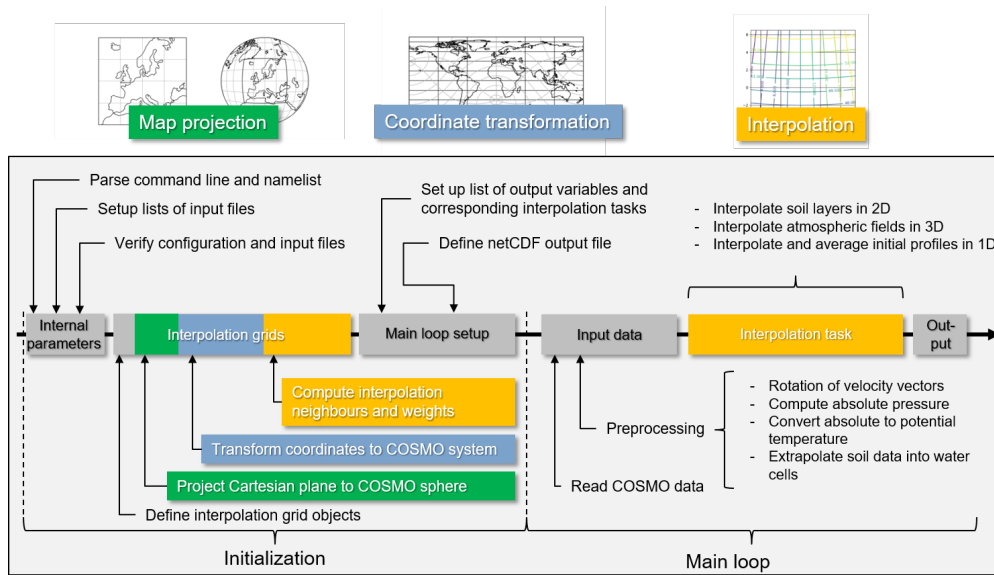 Map projection
Coordinate transformation
Interpolation
Parse command line and namelist
Setup lists of input files
Verify configuration and input files
Set up list of output variables and
corresponding interpolation tasks
Define netCDF output file
- Interpolate soil layers in 2D
- Interpolate atmospheric fields in 3D
- Interpolate and average initial profiles in 1D
Internal
parameters
Interpolation grids
Main loop setup
Input data
Interpolation task
Out-
put
Compute interpolation
neighbours and weights
Transform coordinates to COSMO system
Project Cartesian plane to COSMO sphere
Define interpolation grid objects
Preprocessing
Read COSMO data
- Rotation of velocity vectors
- Compute absolute pressure
- Convert absolute to potential
temperature
- Extrapolate soil data into water
cells
Initialization
Main loop